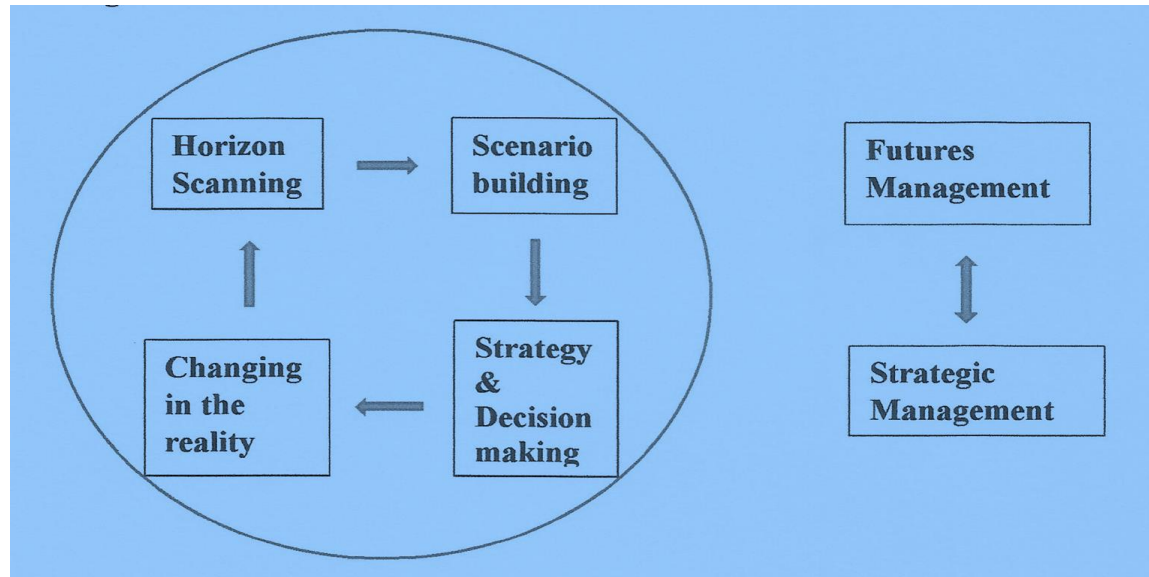 Horizon
Scanning
Scenario
building
Futures
Management
Changing
in the
reality
Strategy
&
Decision
making
Strategic
Management